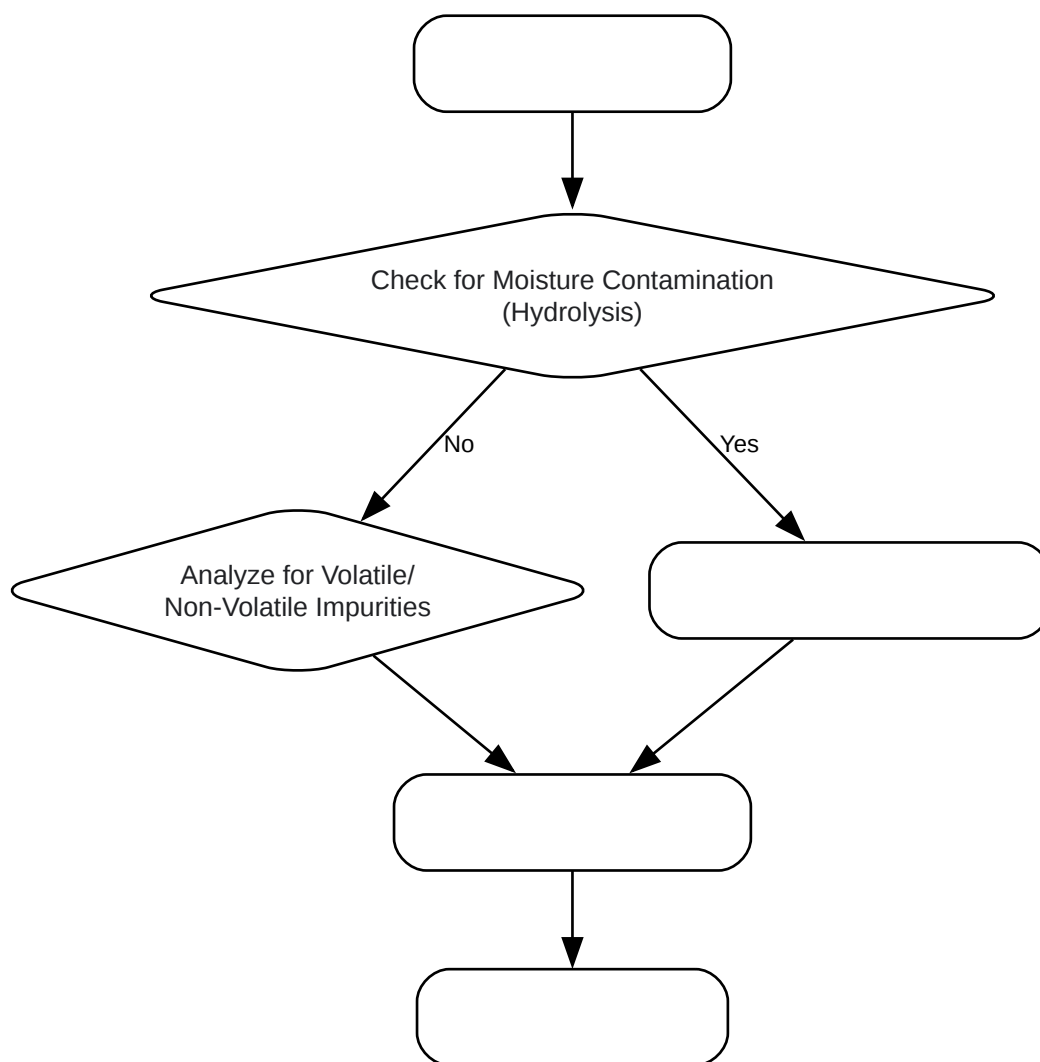 Check for Moisture Contamination
(Hydrolysis)
No
Yes
Analyze for Volatile/
Non-Volatile Impurities